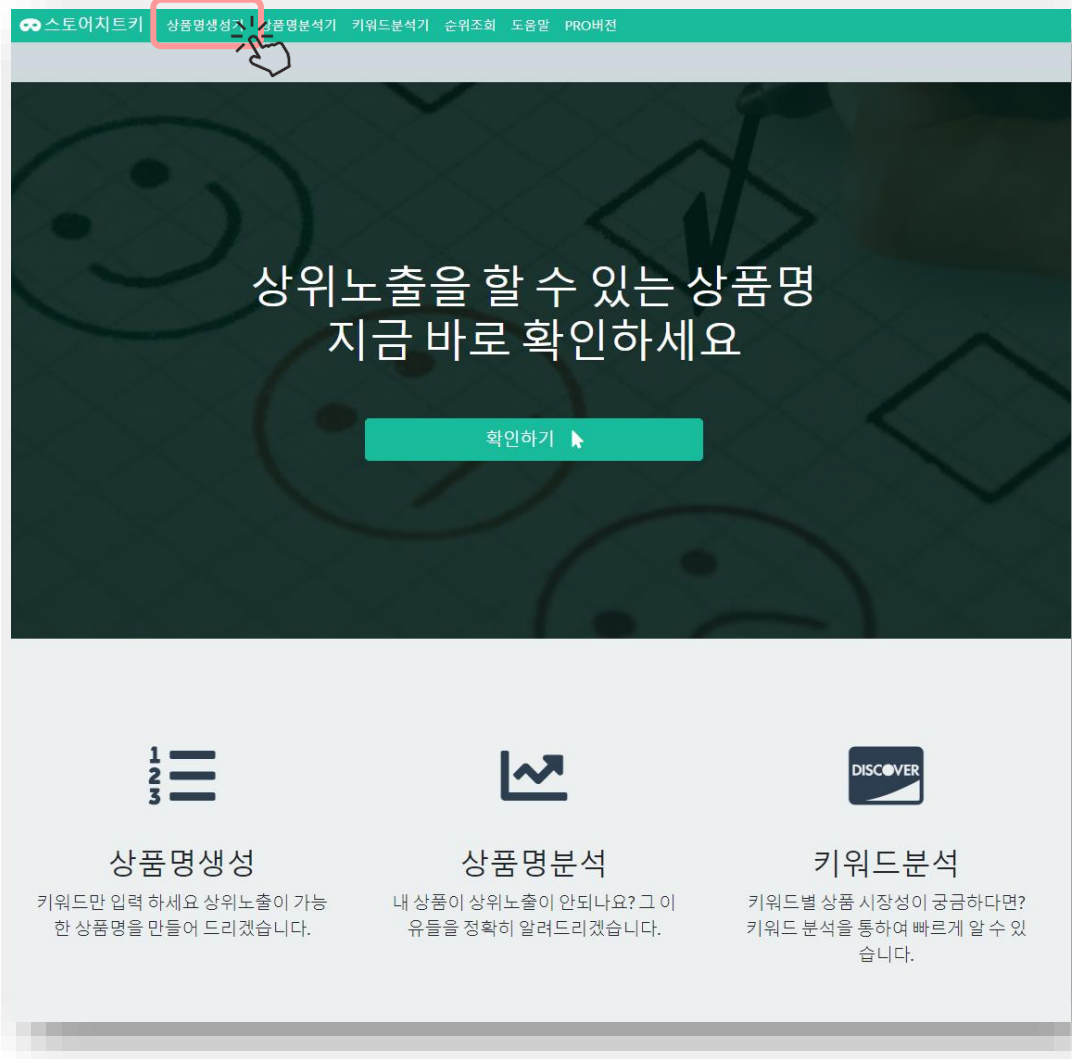 스토어치트키 상품명생성기 상품명분석기 키워드분석기 순위조회 도움말 PRO버전
상위노출을 할 수 있는 상품명
지금 바로 확인하세요
확인하기
1
2
3
DISCOVER
상품명생성
키워드만 입력 하세요 상위노출이 가능
한 상품명을 만들어 드리겠습니다.
상품명분석
내 상품이 상위노출이 안되나요? 그 이
유들을 정확히 알려드리겠습니다.
키워드분석
키워드별 상품 시장성이 궁금하다면?
키워드 분석을 통하여 빠르게 알 수 있
습니다.